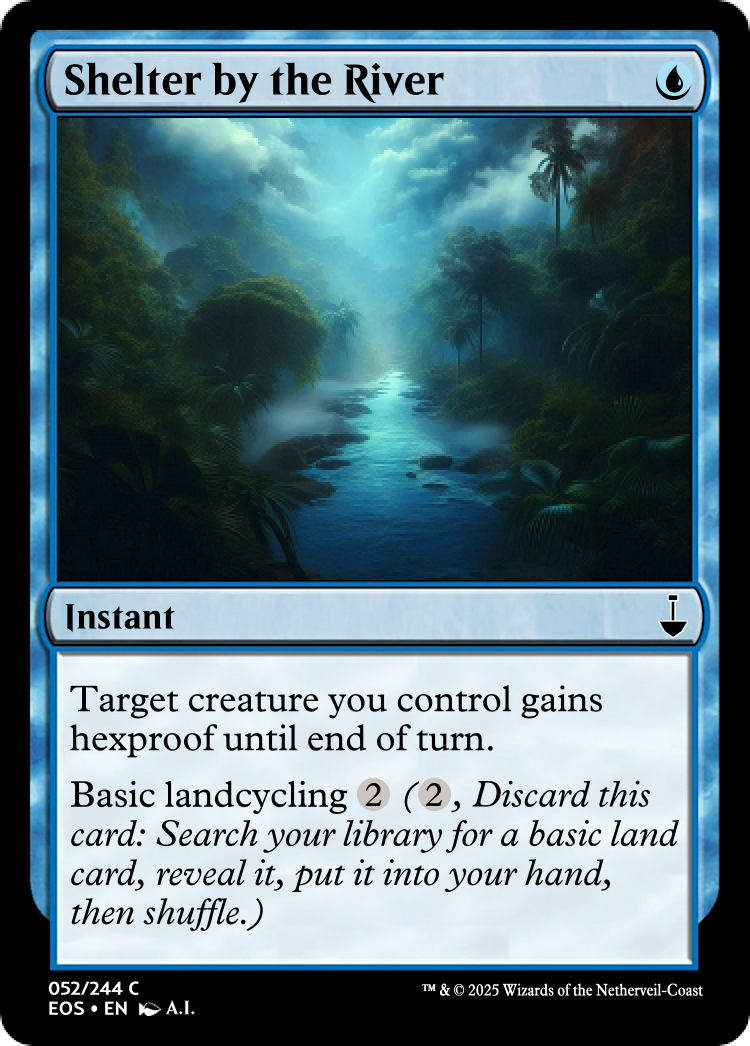 Shelter by the River
Instant
Target creature you control gains
hexproof until end of turn.
Basic landcycling 2 (2, Discard this
card: Search your library for a basic land
card, reveal it, put it into your hand,
then shuffle.)
052/244 C
EOS • EN A.I.
™ & © 2025 Wizards of the Netherveil-Coast